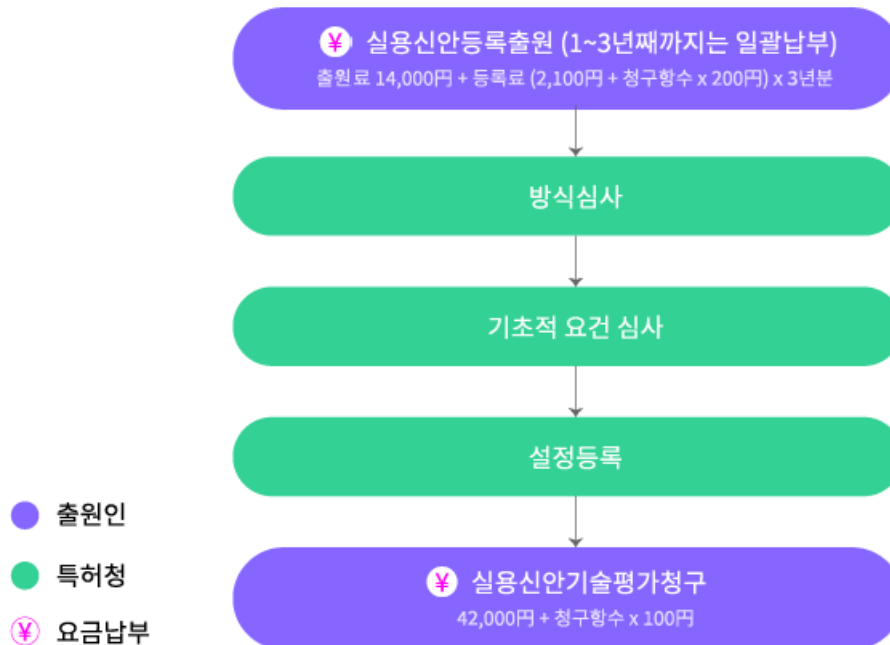 ¥ 실용신안등록출원 (1~3년째까지는 일괄납부)
출원료 14,000円 + 등록료 (2,100円 + 청구항수 x 200円) x 3년분
방식심사
기초적 요건 심사
설정등록
¥ 실용신안기술평가청구
42,000円 + 청구항수 x 100円
출원인
특허청
¥ 요금납부